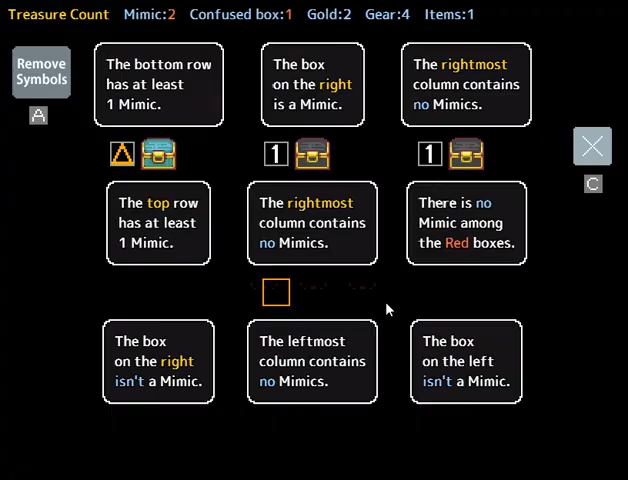 Treasure Count Mimic:2 Confused box:1 Gold:2 Gear:4 Items:1
Remove
Symbols
A
The bottom row
has at least
1 Mimic.
The box
on the right
is a Mimic.
The rightmost
column contains
no Mimics.
1
1
C
The top row
has at least
1 Mimic.
The rightmost
column contains
no Mimics.
There is no
Mimic among
the Red boxes.
The box
on the right
isn't a Mimic.
The leftmost
column contains
no Mimics.
The box
on the left
isn't a Mimic.